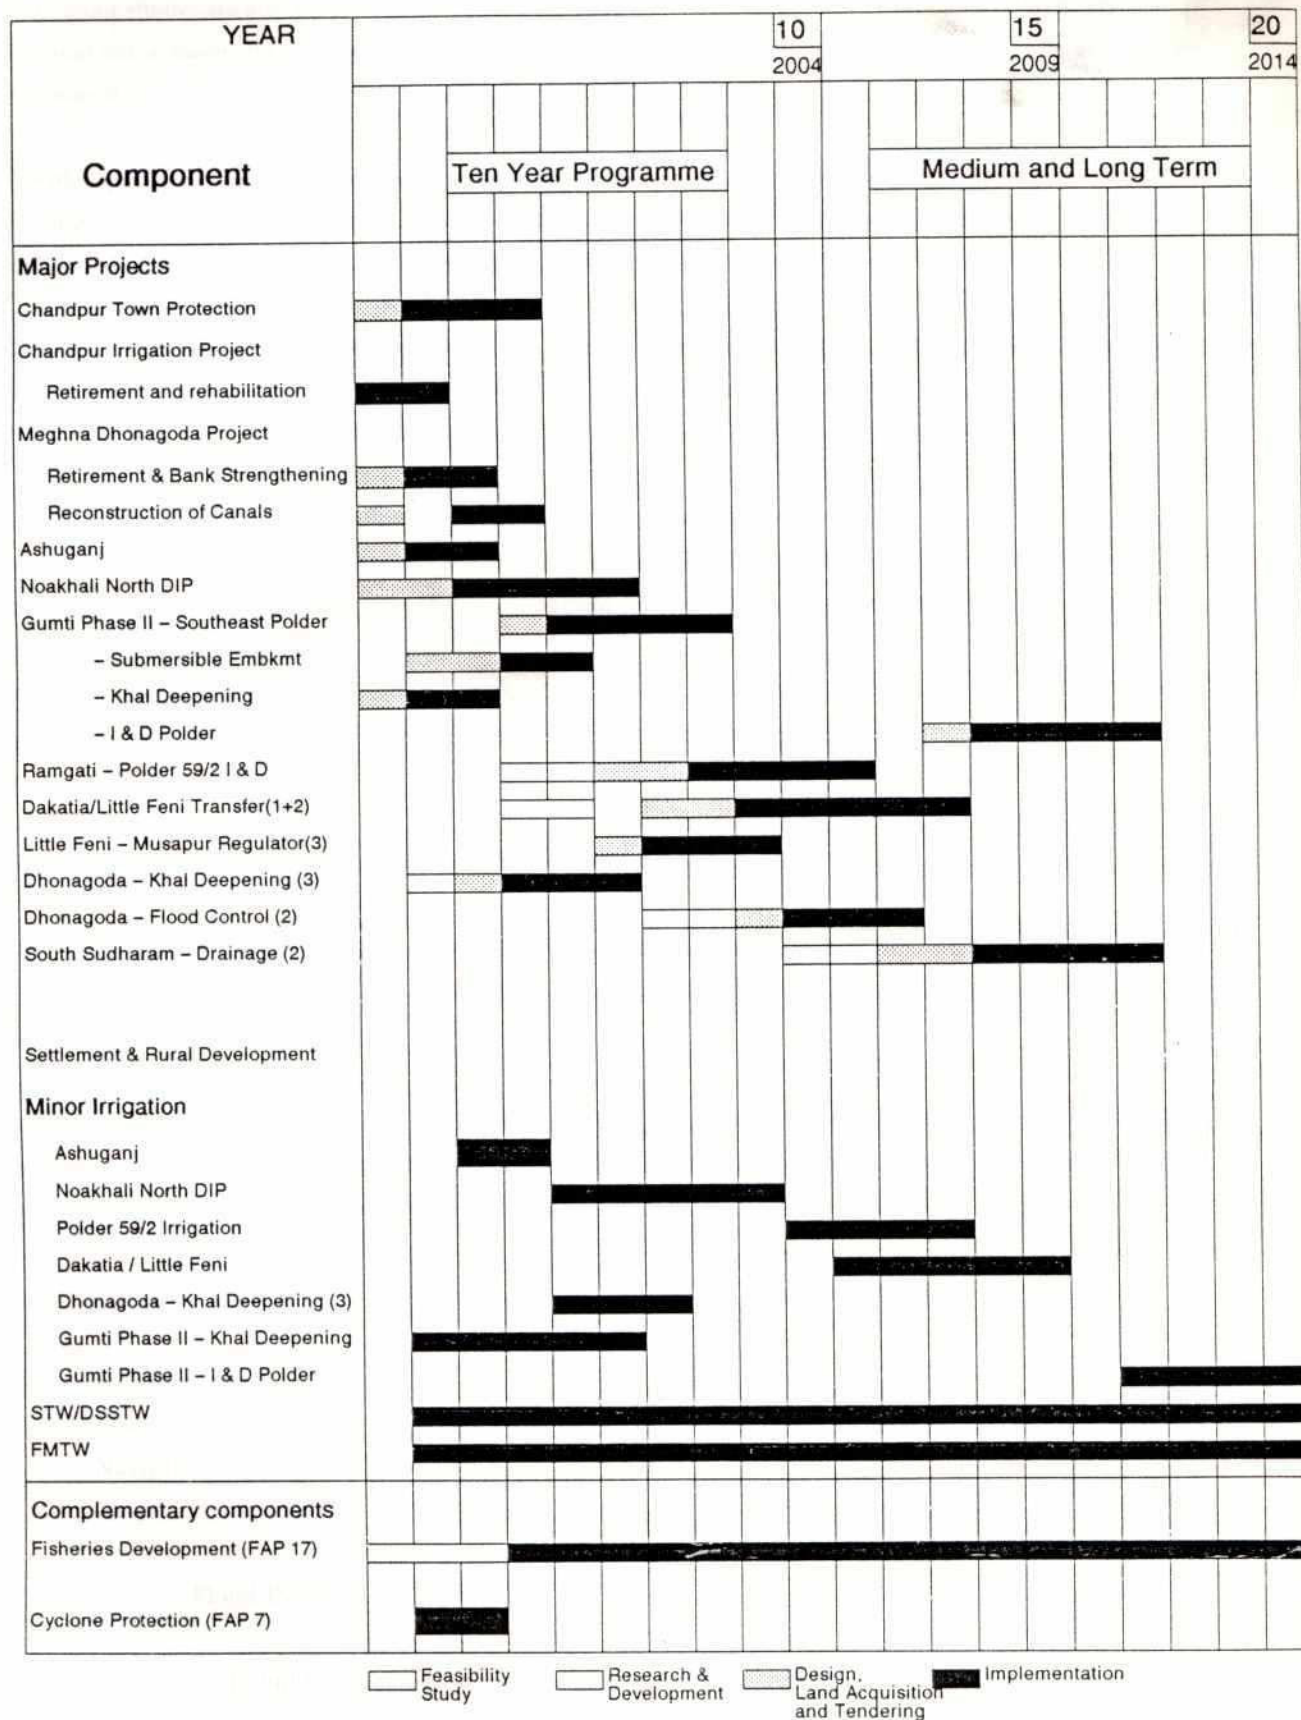 YEAR 10 15 20
2004 2009 2014
Component Ten Year Programme Medium and Long Term
Major Projects
Chandpur Town Protection
Chandpur Irrigation Project
Retirement and rehabilitation
Meghna Dhonagoda Project
Retirement & Bank Strengthening
Reconstruction of Canals
Ashuganj
Noakhali North DIP
Gumti Phase II – Southeast Polder
– Submersible Embkmt
– Khal Deepening
– I & D Polder
Ramgati – Polder 59/2 I & D
Dakatia/Little Feni Transfer(1+2)
Little Feni – Musapur Regulator(3)
Dhonagoda – Khal Deepening (3)
Dhonagoda – Flood Control (2)
South Sudharam – Drainage (2)
Settlement & Rural Development
Minor Irrigation
Ashuganj
Noakhali North DIP
Polder 59/2 Irrigation
Dakatia / Little Feni
Dhonagoda – Khal Deepening (3)
Gumti Phase II – Khal Deepening
Gumti Phase II – I & D Polder
STW/DSSTW
FMTW
Complementary components
Fisheries Development (FAP 17)
Cyclone Protection (FAP 7)
Feasibility Research & Design, Implementation
Study Development Land Acquisition
and Tendering